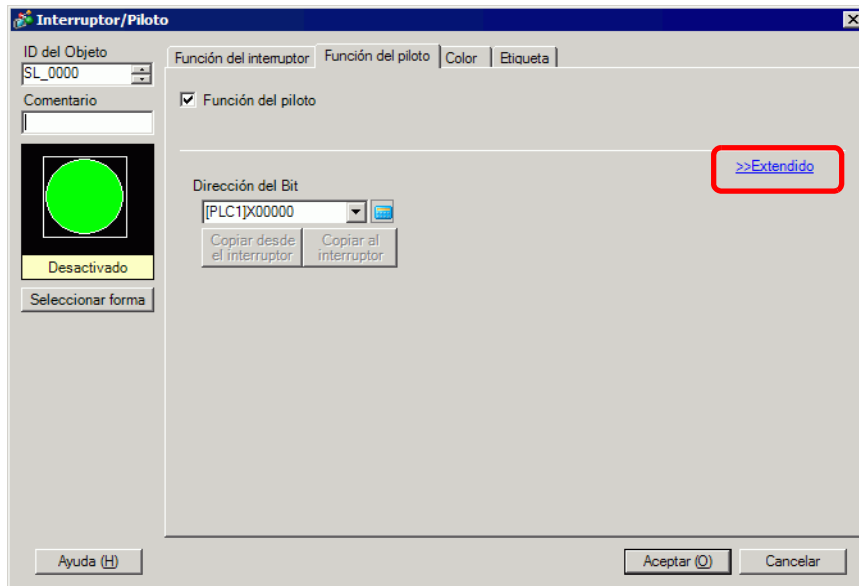 Interruptor/Piloto
ID del Objeto
SL_0000
Comentario
Desactivado
Seleccionar forma
Función del interruptor Función del piloto Color Etiqueta
Función del piloto
>>Extendido
Dirección del Bit
[PLC1]X00000
Copiar desde
el interruptor
Copiar al
interruptor
Ayuda (H)
Aceptar (O)
Cancelar